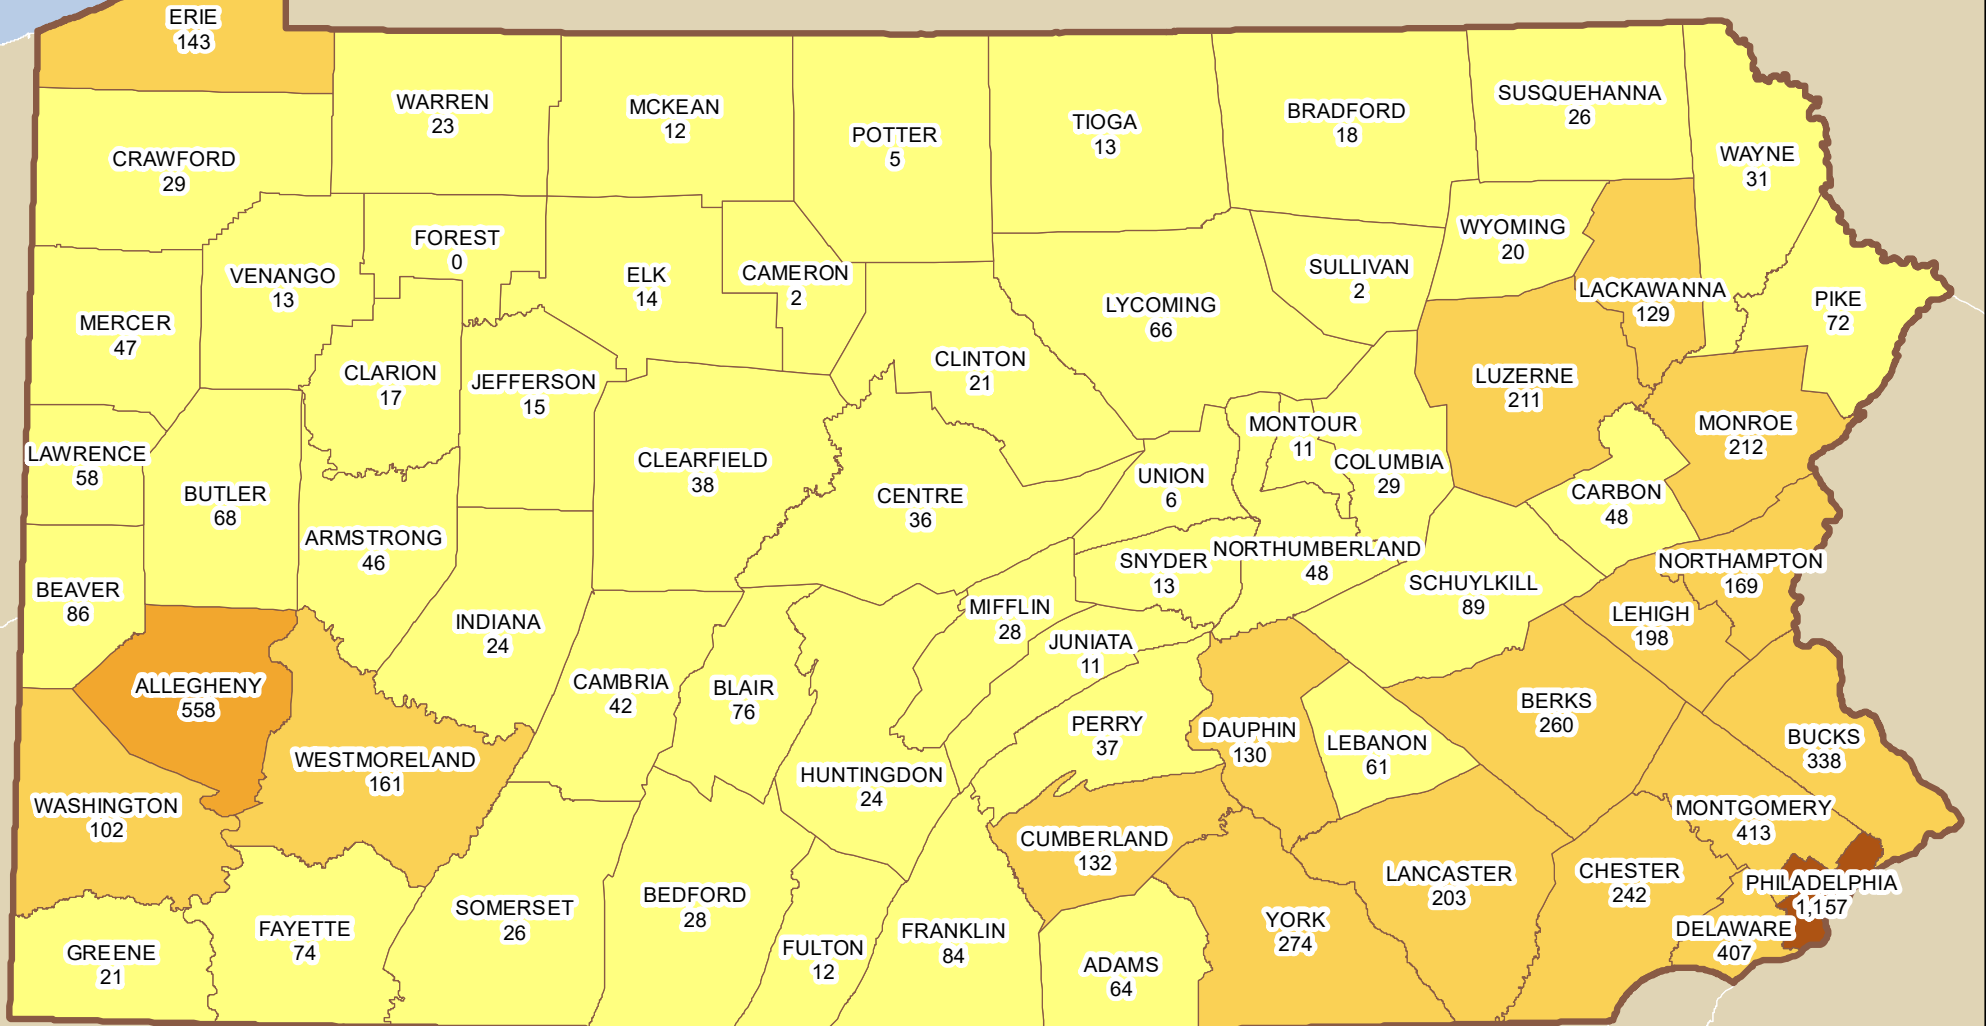 ERIE
143
WARREN
23
MCKEAN
12
POTTER
5
TIOGA
13
BRADFORD
18
SUSQUEHANNA
26
WAYNE
31
CRAWFORD
29
FOREST
0
VENANGO
13
ELK
14
CAMERON
2
SULLIVAN
2
WYOMING
20
LACKAWANNA
129
PIKE
72
MERCER
47
LYCOMING
66
CLINTON
21
CLARION
17
JEFFERSON
15
LUZERNE
211
MONROE
212
LAWRENCE
58
BUTLER
68
CLEARFIELD
38
CENTRE
36
UNION
6
MONTOUR
11
COLUMBIA
29
CARBON
48
ARMSTRONG
46
BEAVER
86
INDIANA
24
SNYDER
13
NORTHUMBERLAND
48
SCHUYLKILL
89
NORTHAMPTON
169
LEHIGH
198
MIFFLIN
28
JUNIATA
11
ALLEGHENY
558
CAMBRIA
42
BLAIR
76
PERRY
37
DAUPHIN
130
LEBANON
61
BERKS
260
BUCKS
338
WESTMORELAND
161
HUNTINGDON
24
WASHINGTON
102
CUMBERLAND
132
MONTGOMERY
413
LANCASTER
203
CHESTER
242
PHILADELPHIA
1,157
GREENE
21
FAYETTE
74
SOMERSET
26
BEDFORD
28
FULTON
12
FRANKLIN
84
ADAMS
64
YORK
274
DELAWARE
407